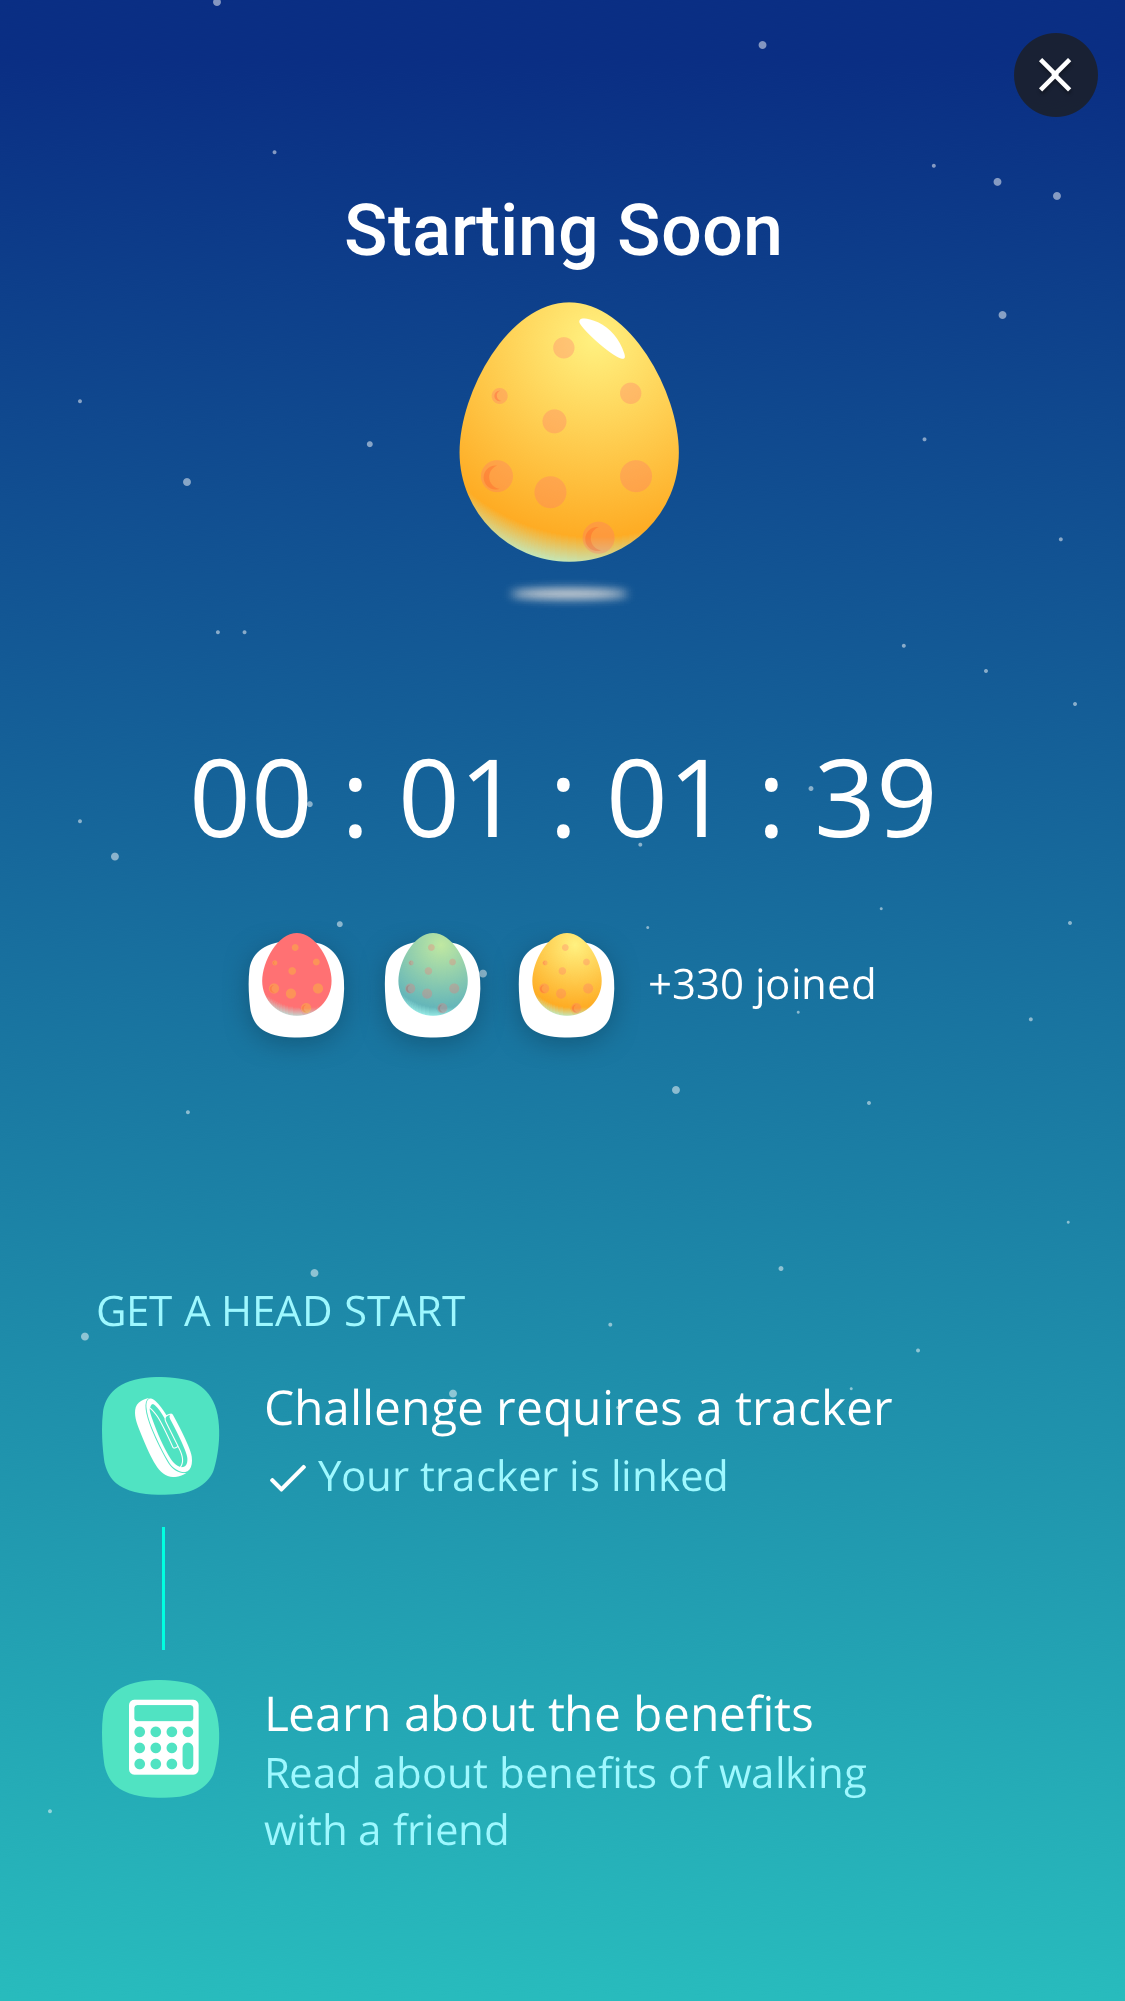 Starting Soon
00 : 01 : 01 : 39
+330 joined
GET A HEAD START
Challenge requires a tracker
Your tracker is linked
Learn about the benefits
Read about benefits of walking
with a friend